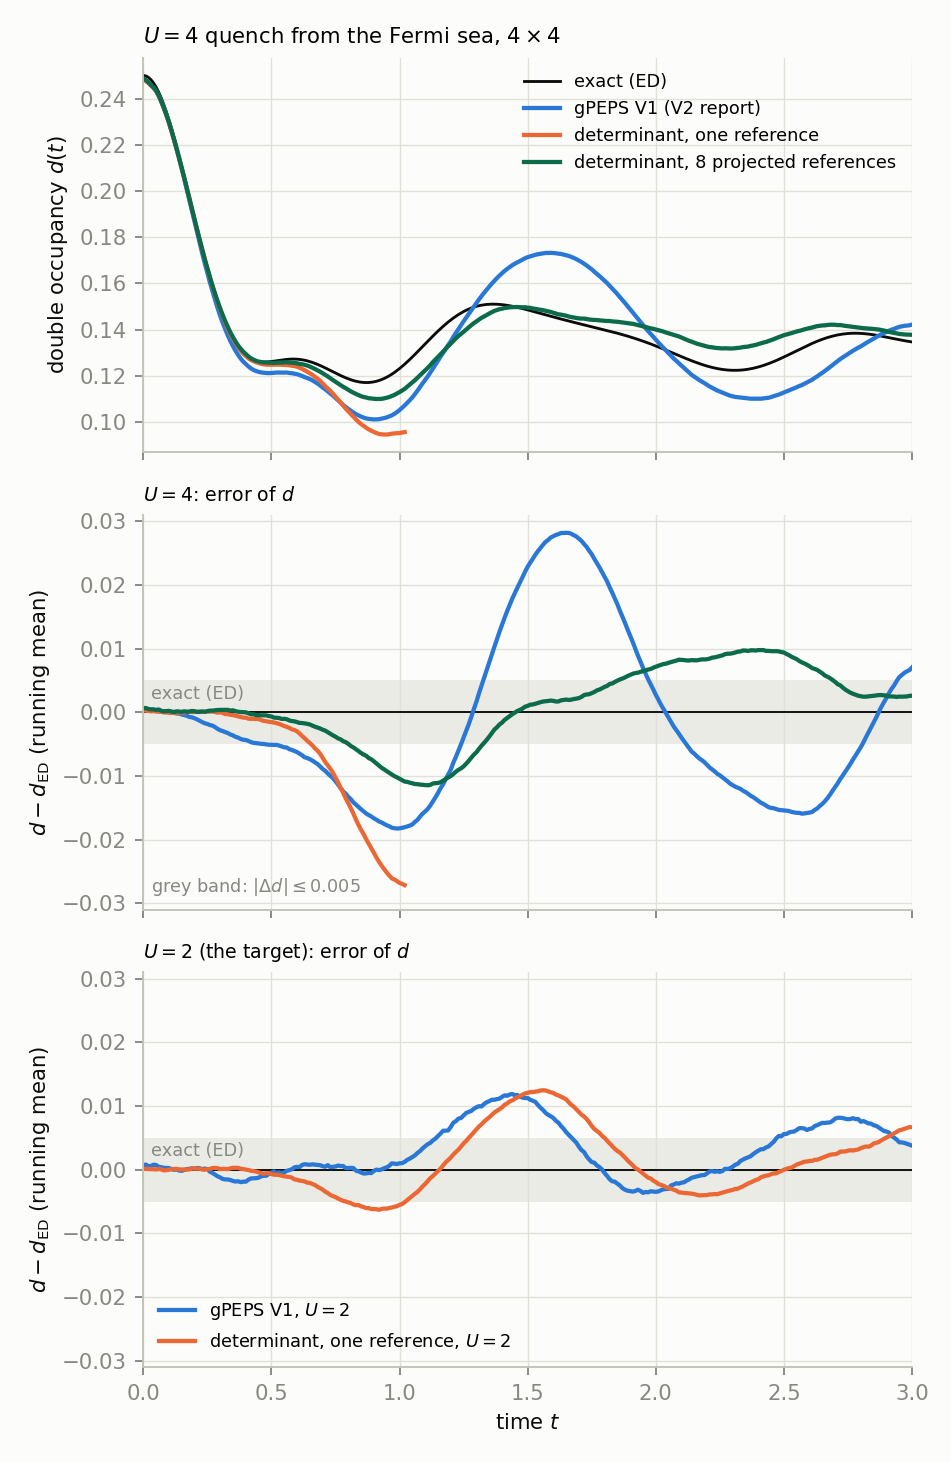 U = 4 quench from the Fermi sea, 4 × 4
exact (ED)
gPEPS V1 (V2 report)
determinant, one reference
determinant, 8 projected references
double occupancy d(t)
0.24
0.22
0.20
0.18
0.16
0.14
0.12
0.10
U = 4: error of d
d − d_ED (running mean)
0.03
0.02
0.01
0.00
−0.01
−0.02
−0.03
exact (ED)
grey band: |Δd| ≤ 0.005
U = 2 (the target): error of d
d − d_ED (running mean)
0.03
0.02
0.01
0.00
−0.01
−0.02
−0.03
exact (ED)
gPEPS V1, U = 2
determinant, one reference, U = 2
0.0 0.5 1.0 1.5 2.0 2.5 3.0
time t